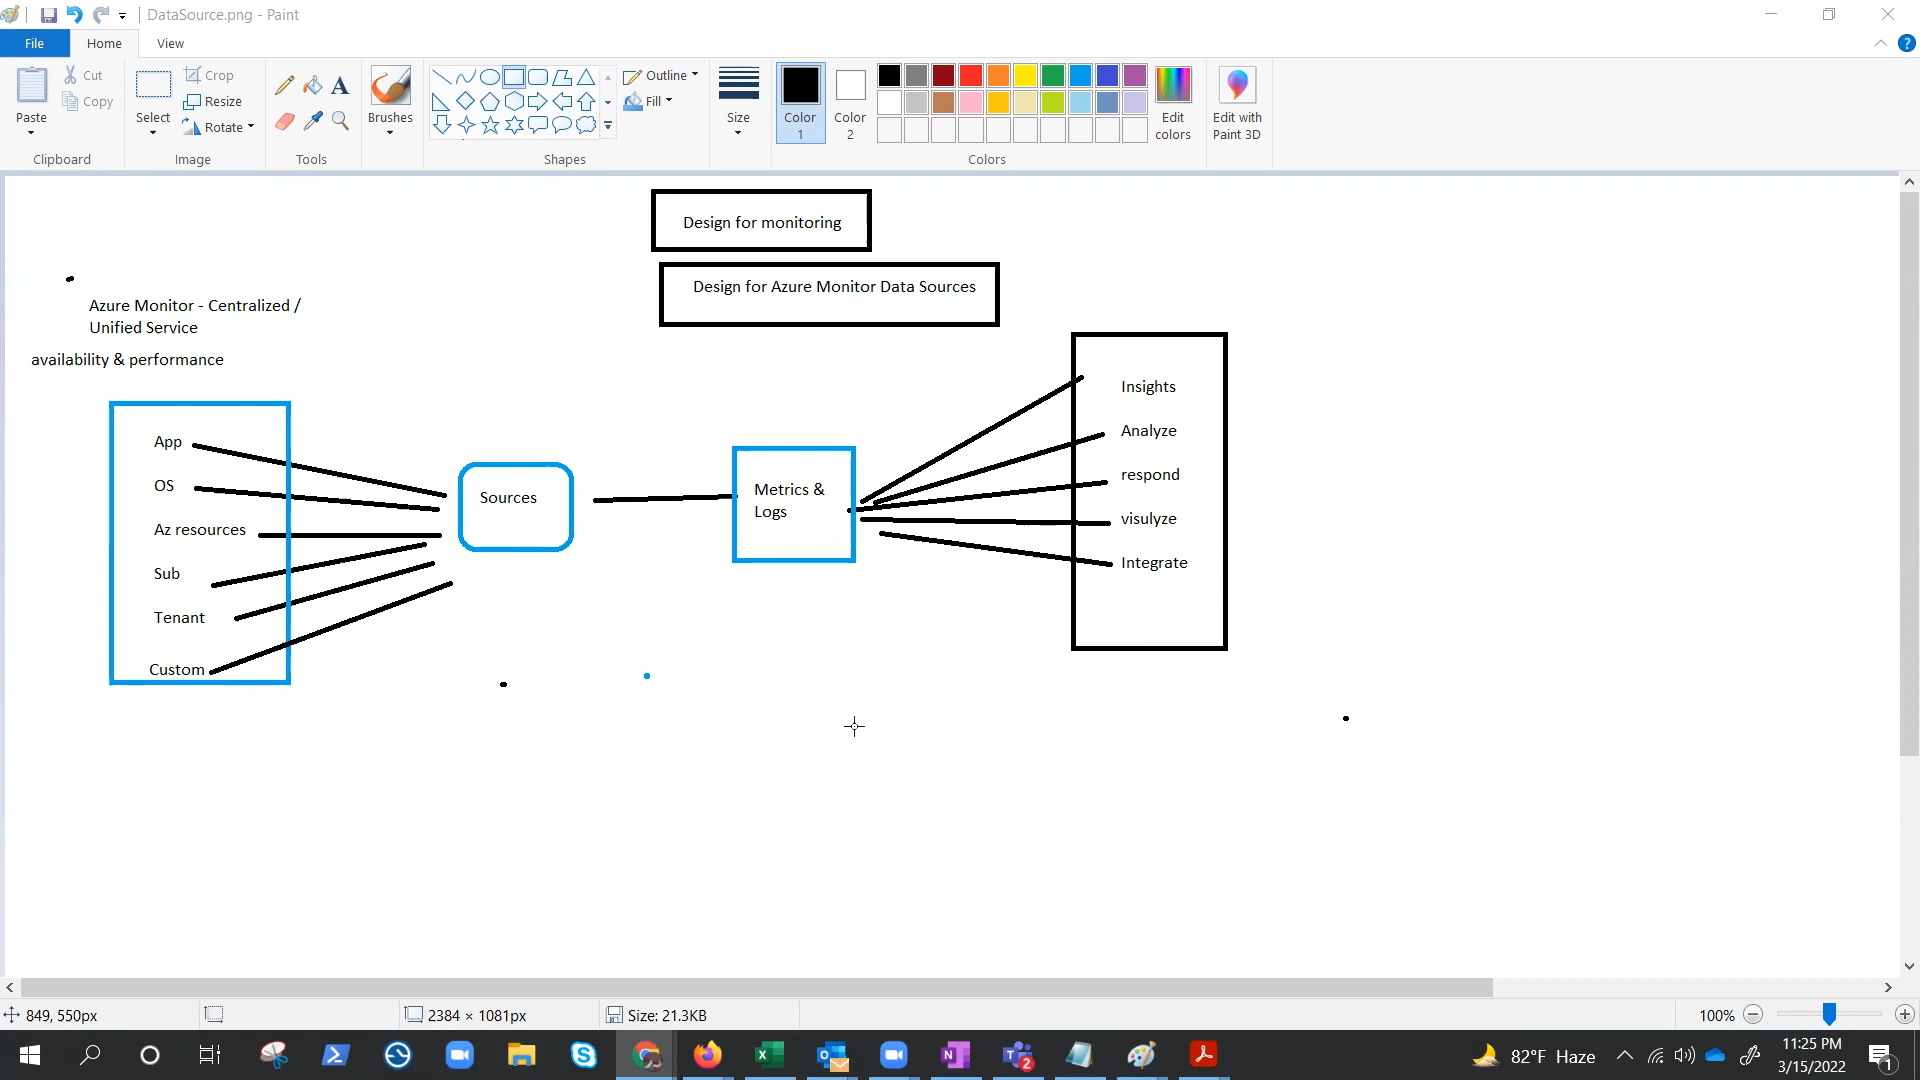 DataSource.png - Paint
File
Home
View
Paste
Cut
Copy
Clipboard
Select
Crop
Resize
Rotate
Image
Tools
Brushes
Shapes
Outline
Fill
Size
Color
1
Color
2
Colors
Edit
colors
Edit with
Paint 3D
Design for monitoring
Design for Azure Monitor Data Sources
Azure Monitor - Centralized /
Unified Service
availability & performance
App
OS
Az resources
Sub
Tenant
Custom
Sources
Metrics &
Logs
Insights
Analyze
respond
visulyze
Integrate
849, 550px
2384 × 1081px
Size: 21.3KB
100%
82°F Haze
11:25 PM
3/15/2022
2
1